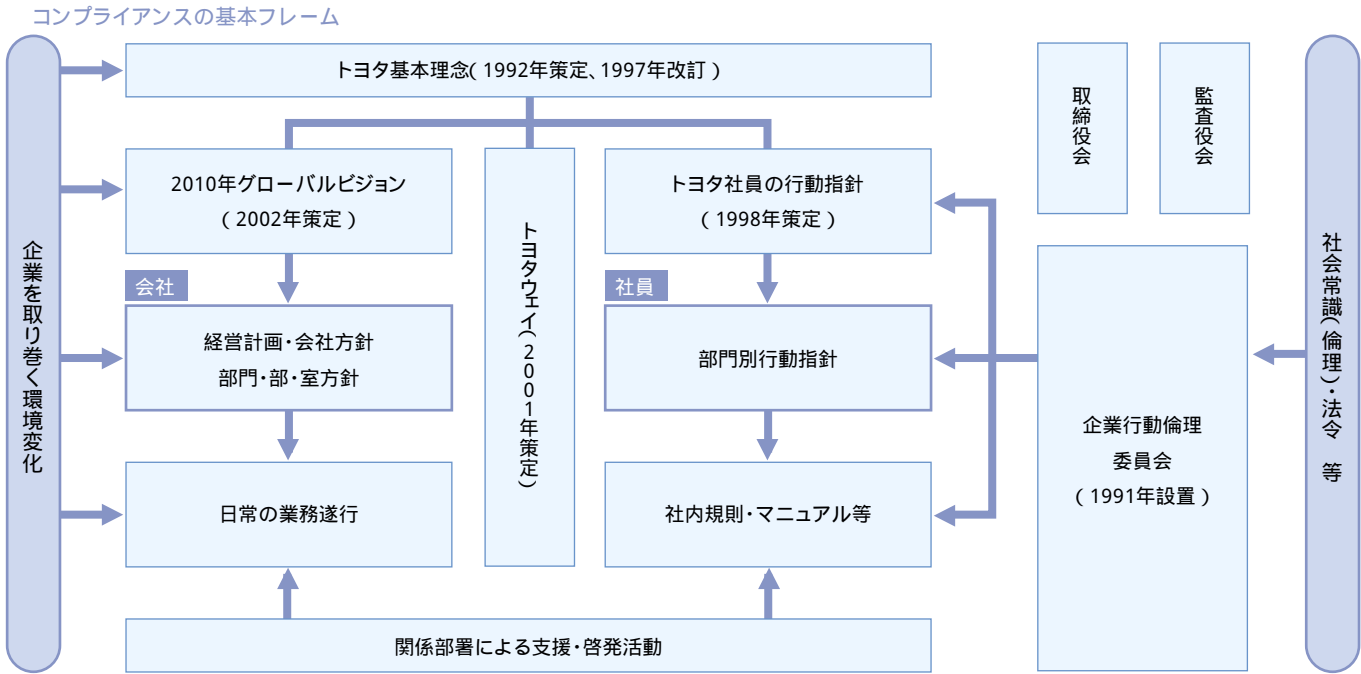 コンプライアンスの基本フレーム
企業を取り巻く環境変化
トヨタ基本理念（1992年策定、1997年改訂）
2010年グローバルビジョン
（2002年策定）
会社
経営計画・会社方針
部門・部・室方針
日常の業務遂行
トヨタウェイ（2001年策定）
トヨタ社員の行動指針
（1998年策定）
社員
部門別行動指針
社内規則・マニュアル等
関係部署による支援・啓発活動
取締役会
監査役会
企業行動倫理
委員会
（1991年設置）
社会常識（倫理）・法令　等